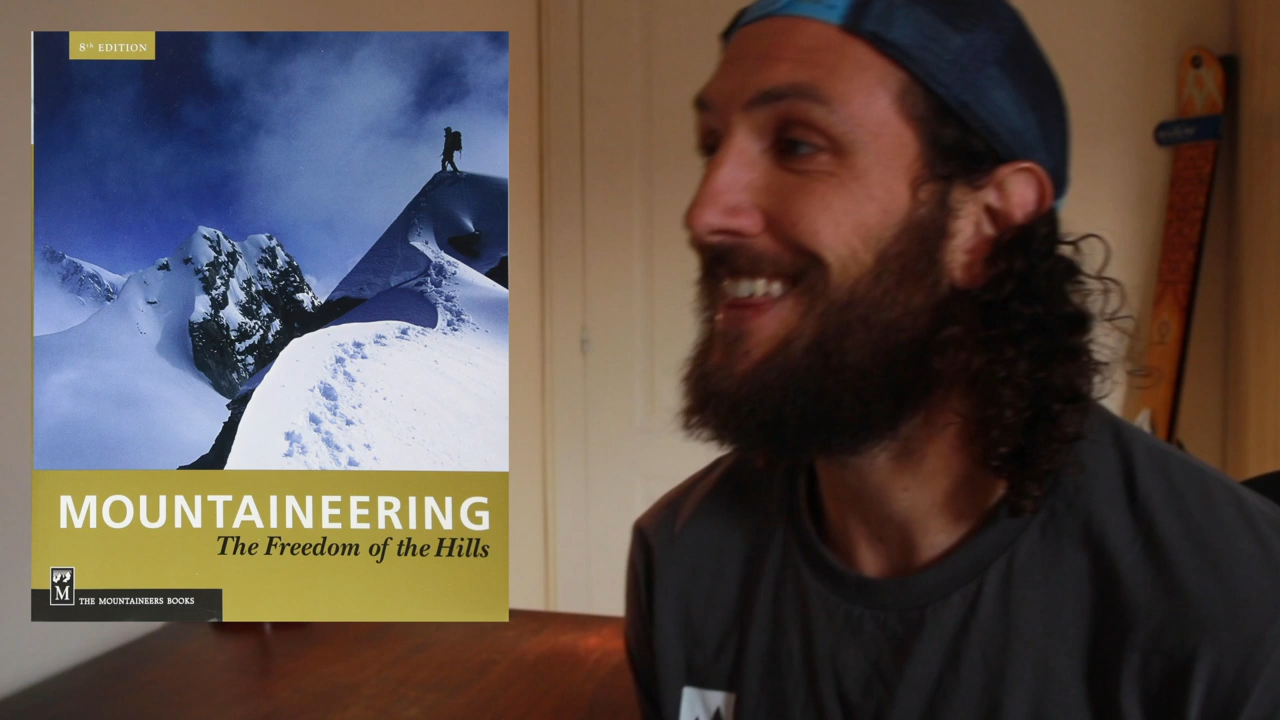 8th EDITION
MOUNTAINEERING
The Freedom of the Hills
M
THE MOUNTAINEERS BOOKS